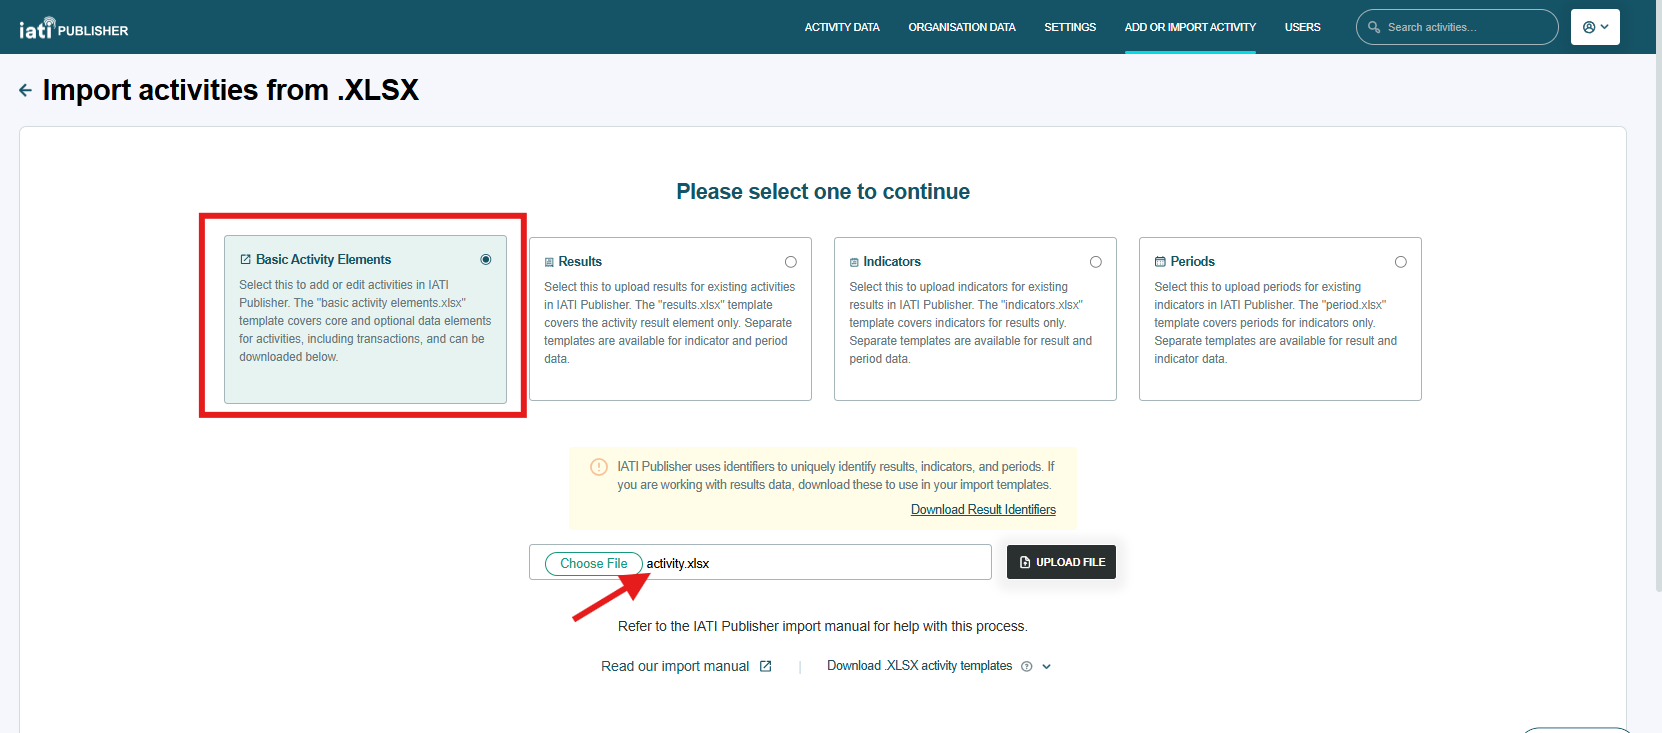 iati PUBLISHER
ACTIVITY DATA
ORGANISATION DATA
SETTINGS
ADD OR IMPORT ACTIVITY
USERS
Search activities...
Import activities from .XLSX
Please select one to continue
Basic Activity Elements
Select this to add or edit activities in IATI
Publisher. The "basic activity elements.xlsx"
template covers core and optional data elements
for activities, including transactions, and can be
downloaded below.
Results
Select this to upload results for existing activities
in IATI Publisher. The "results.xlsx" template
covers the activity result element only. Separate
templates are available for indicator and period
data.
Indicators
Select this to upload indicators for existing
results in IATI Publisher. The "indicators.xlsx"
template covers indicators for results only.
Separate templates are available for result and
period data.
Periods
Select this to upload periods for existing
indicators in IATI Publisher. The "period.xlsx"
template covers periods for indicators only.
Separate templates are available for result and
indicator data.
IATI Publisher uses identifiers to uniquely identify results, indicators, and periods. If
you are working with results data, download these to use in your import templates.
Download Result Identifiers
Choose File activity.xlsx
UPLOAD FILE
Refer to the IATI Publisher import manual for help with this process.
Read our import manual
Download .XLSX activity templates